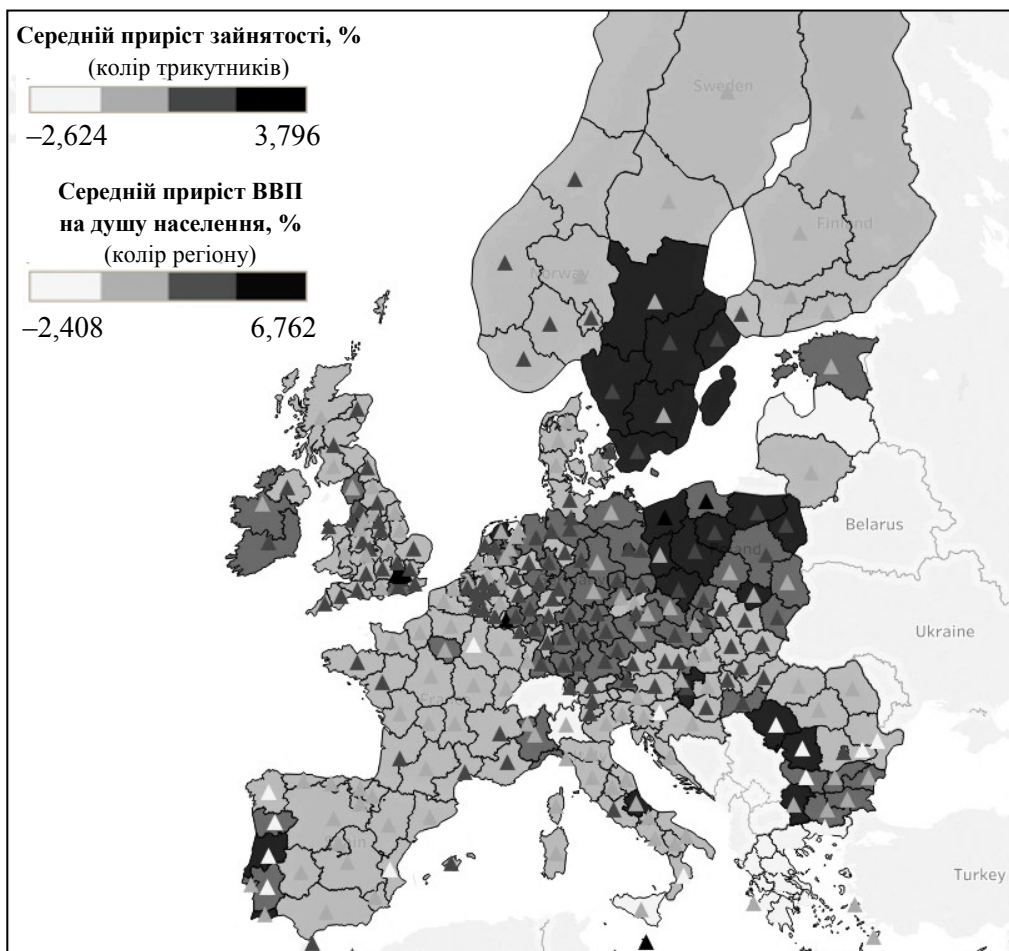 Середній приріст зайнятості, %
(колір трикутників)
–2,624 3,796
Середній приріст ВВП
на душу населення, %
(колір регіону)
–2,408 6,762
Sweden
Finland
Norway
Belarus
Ukraine
France
Turkey